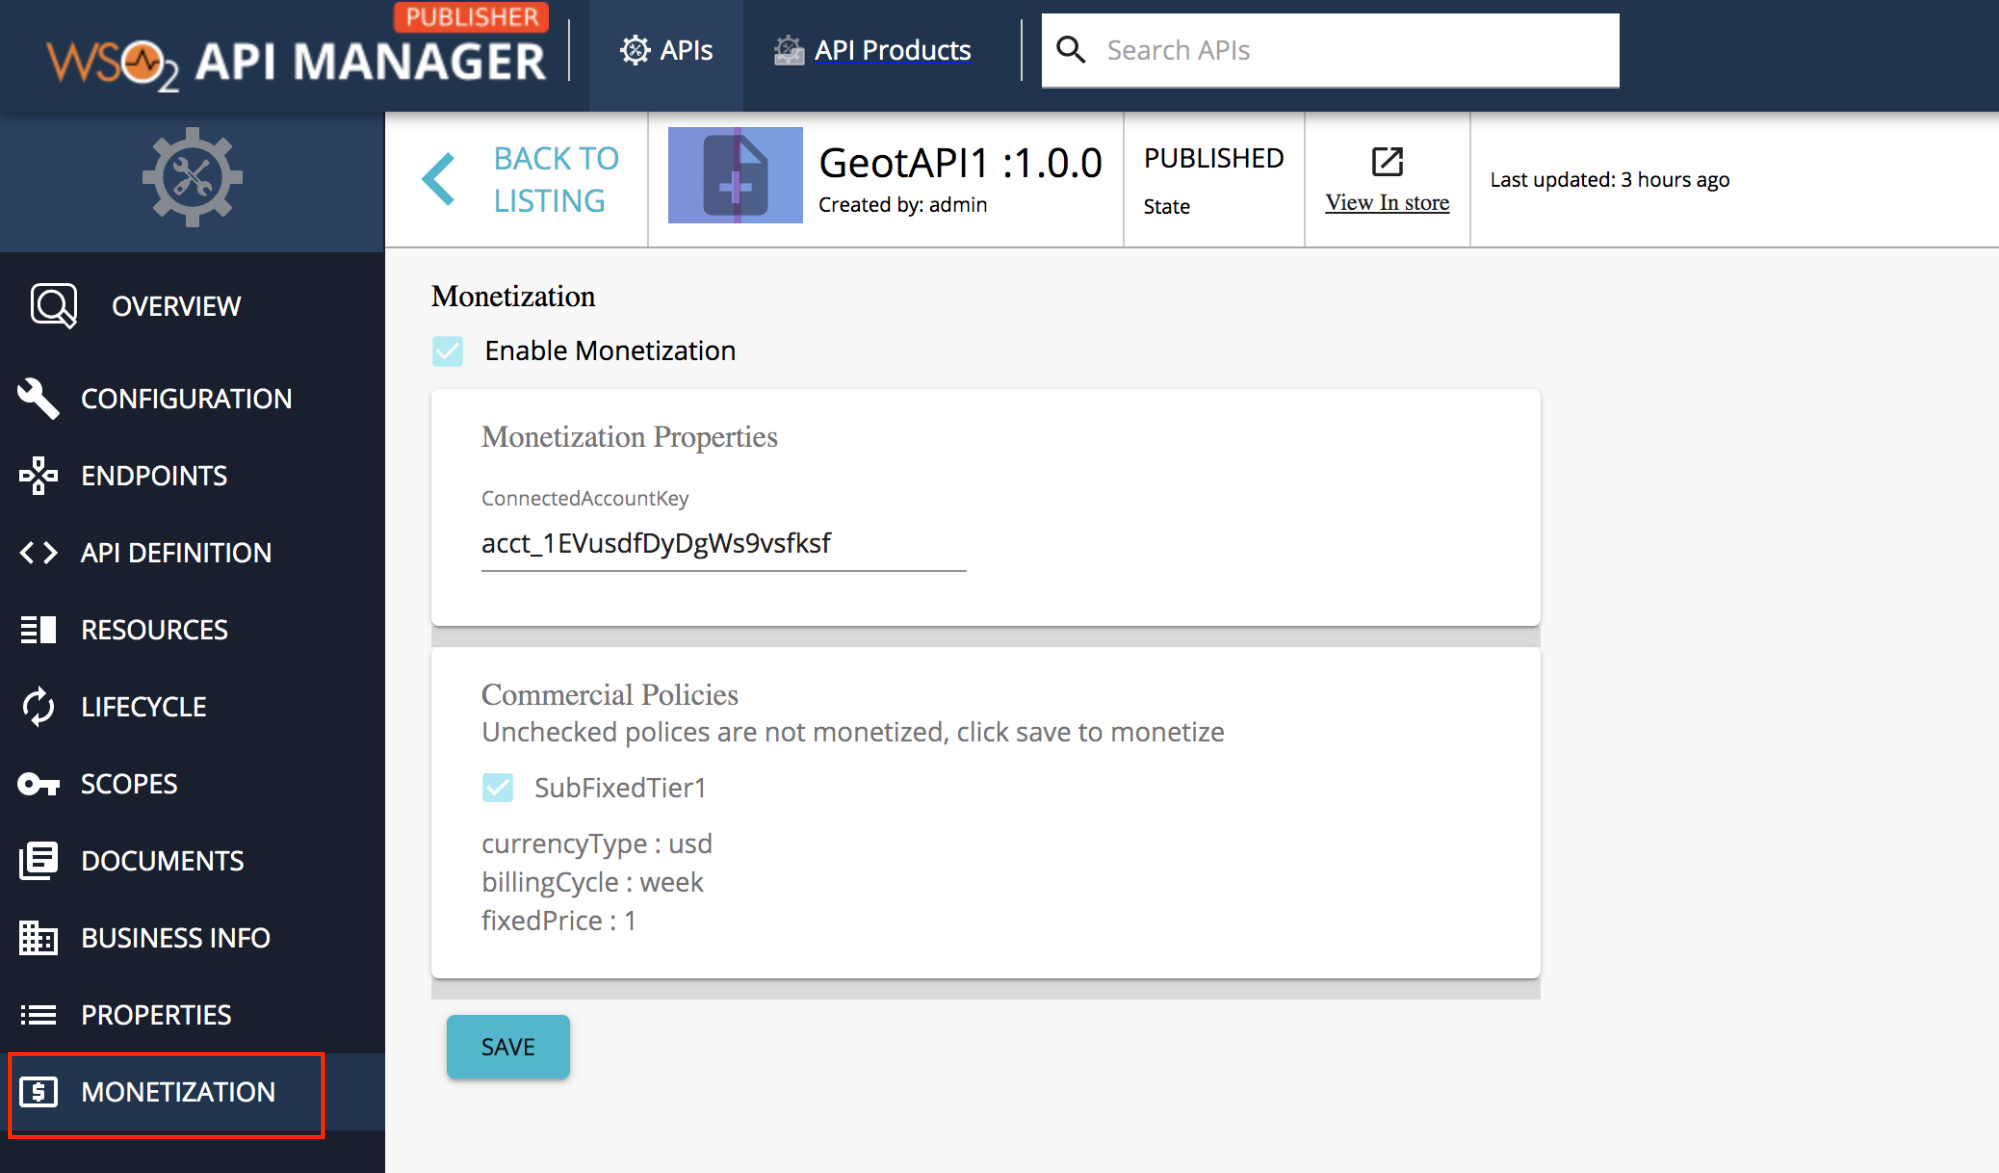 PUBLISHER
WSO2 API MANAGER
APIs
API Products
Search APIs
BACK TO
LISTING
GeotAPI1 :1.0.0
Created by: admin
PUBLISHED
State
View In store
Last updated: 3 hours ago
OVERVIEW
CONFIGURATION
ENDPOINTS
API DEFINITION
RESOURCES
LIFECYCLE
SCOPES
DOCUMENTS
BUSINESS INFO
PROPERTIES
MONETIZATION
Monetization
Enable Monetization
Monetization Properties
ConnectedAccountKey
acct_1EVusdfDyDgWs9vsfksf
Commercial Policies
Unchecked polices are not monetized, click save to monetize
SubFixedTier1
currencyType : usd
billingCycle : week
fixedPrice : 1
SAVE